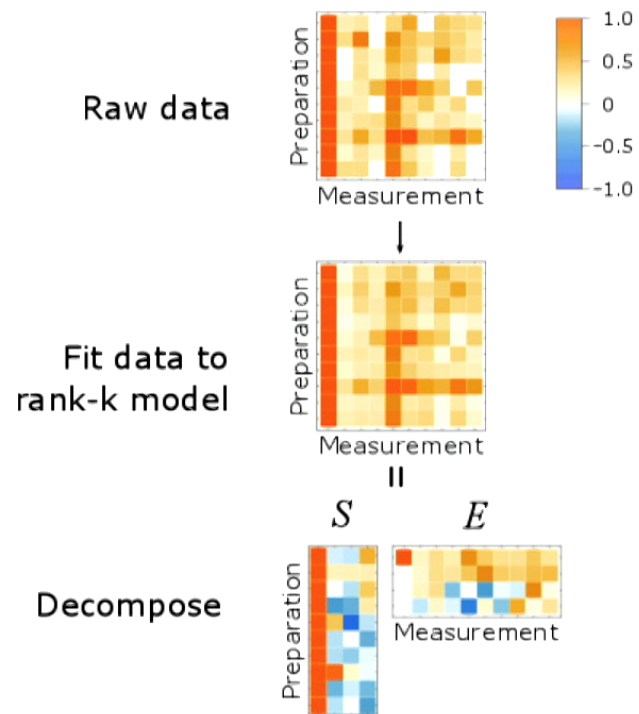 Raw data
Preparation
Measurement
1.0
0.5
0
−0.5
−1.0
↓
Fit data to
rank-k model
Preparation
Measurement
=
S
E
Decompose
Preparation
Measurement